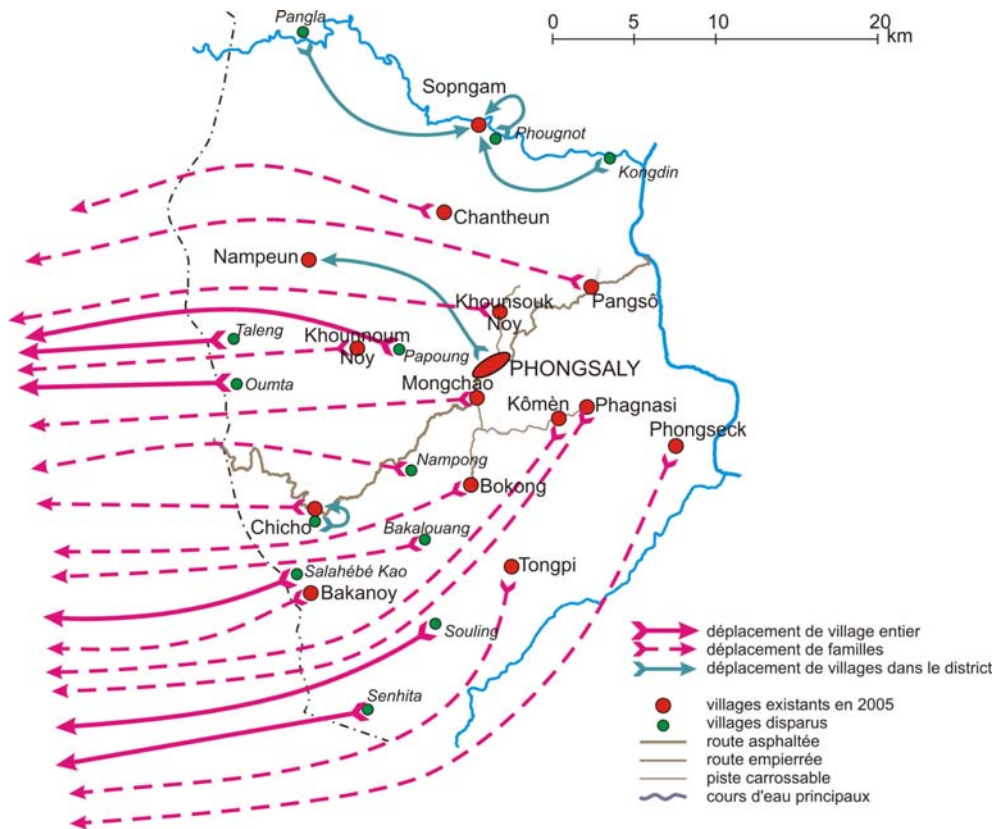 Pangla
0 5 10 20
km
Sopngam
Phougnot
Kongdin
Chantheun
Nampeun
Pangsô
Khounsouk
Noy
Taleng
Khounnoum
Noy
Papoung
PHONGSALY
Oumta
Mongchao
Kômèn
Phagnasi
Phongseck
Nampong
Bokong
Chicho
Bakalouang
Salahébé Kao
Bakanoy
Tongpi
Souling
Senhita
déplacement de village entier
déplacement de familles
déplacement de villages dans le district
villages existants en 2005
villages disparus
route asphaltée
route empierrée
piste carrossable
cours d'eau principaux